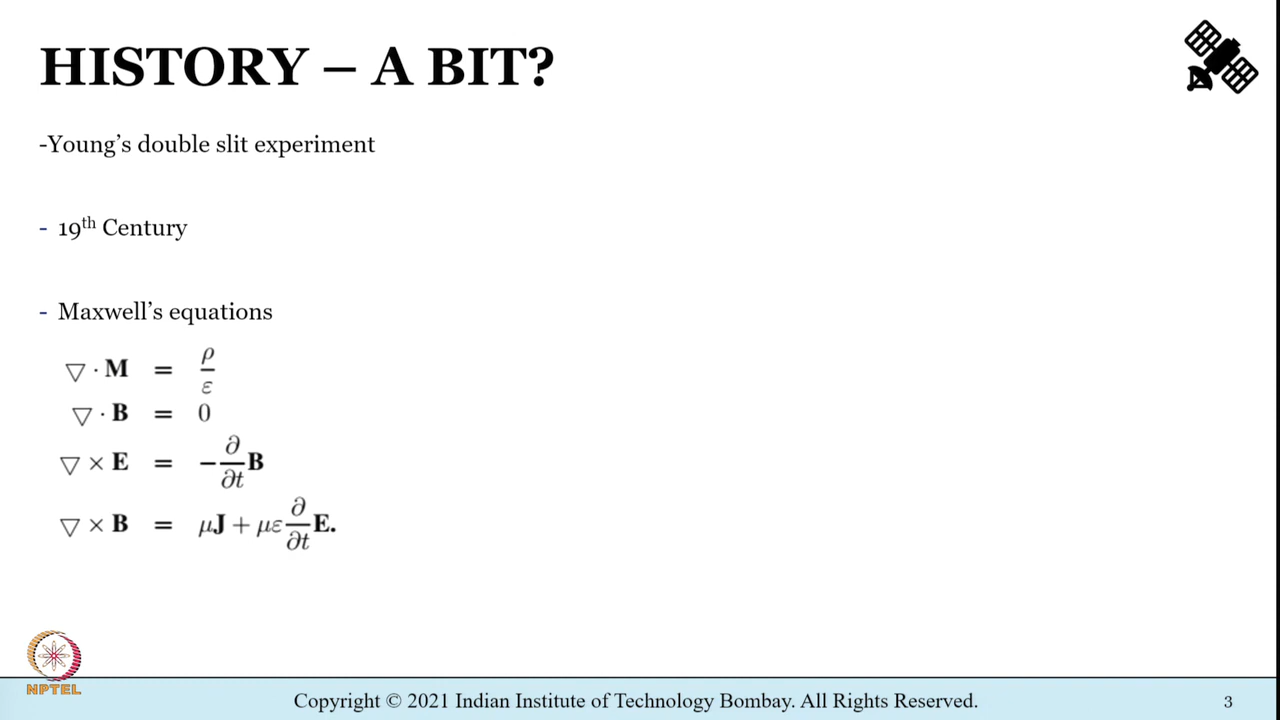 HISTORY – A BIT?
-Young's double slit experiment
- 19th Century
- Maxwell's equations
▽ · M = ρ/ε
▽ · B = 0
▽ × E = −∂/∂t B
▽ × B = μJ + με ∂/∂t E.
NPTEL
Copyright © 2021 Indian Institute of Technology Bombay. All Rights Reserved.
3